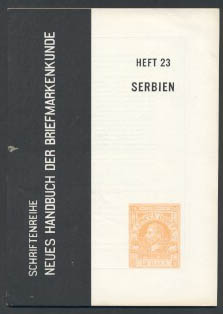 SCHRIFTENREIHE
NEUES HANDBUCH DER BRIEFMARKENKUNDE
HEFT 23
SERBIEN